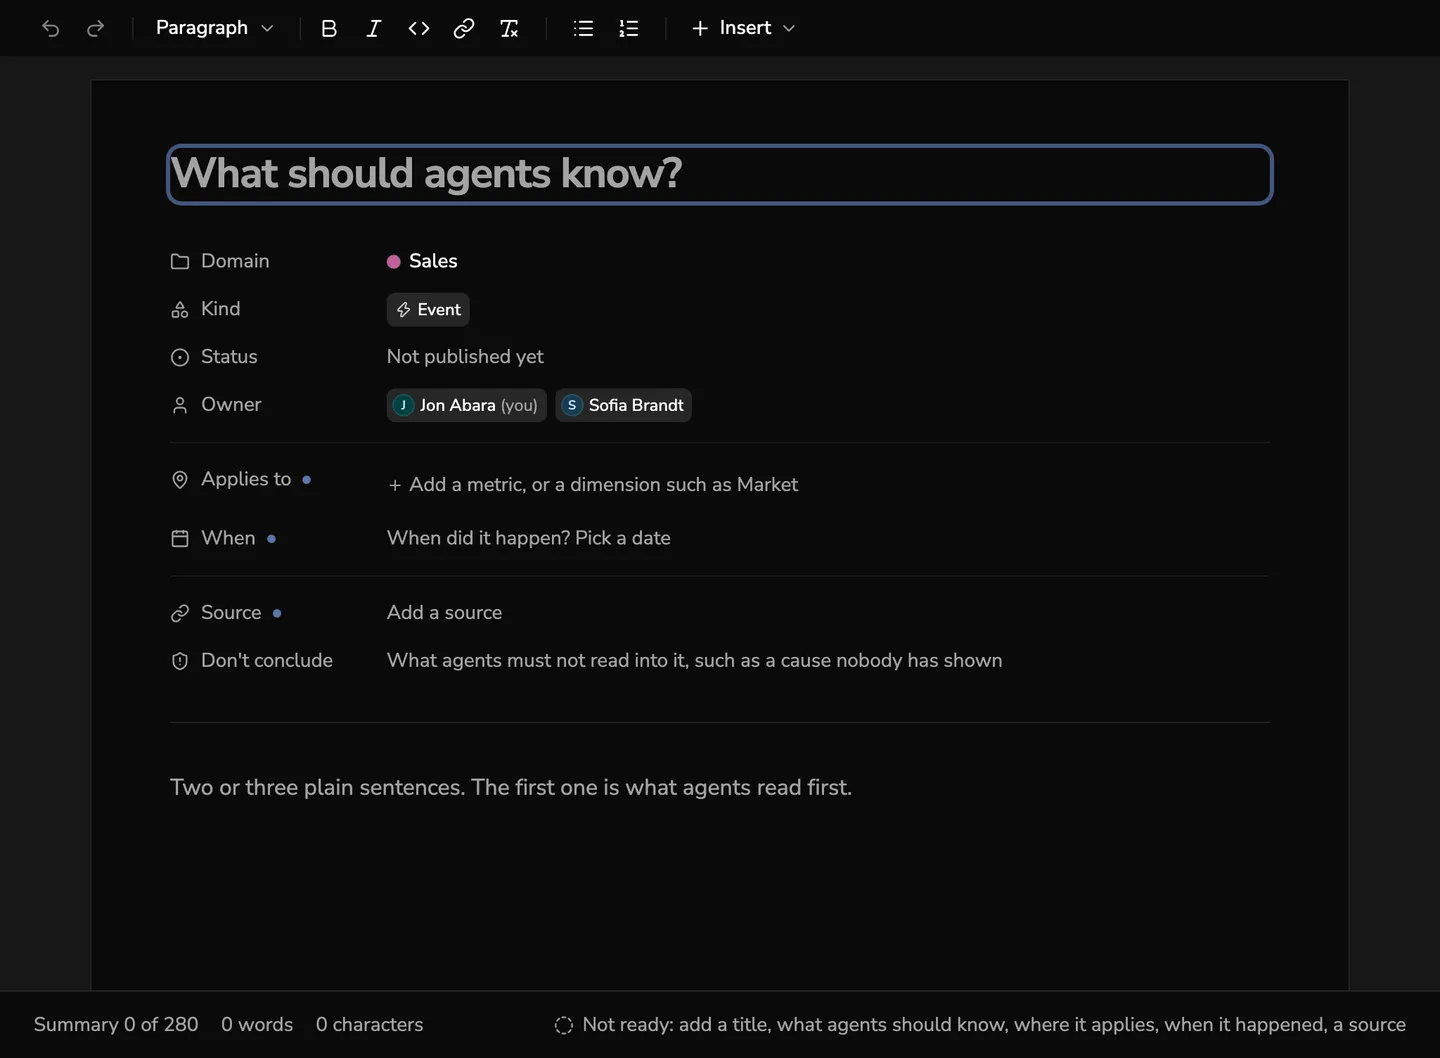 Paragraph Insert
What should agents know?
Domain Sales
Kind Event
Status Not published yet
Owner J Jon Abara (you) S Sofia Brandt
Applies to + Add a metric, or a dimension such as Market
When When did it happen? Pick a date
Source Add a source
Don't conclude What agents must not read into it, such as a cause nobody has shown
Two or three plain sentences. The first one is what agents read first.
Summary 0 of 280 0 words 0 characters Not ready: add a title, what agents should know, where it applies, when it happened, a source